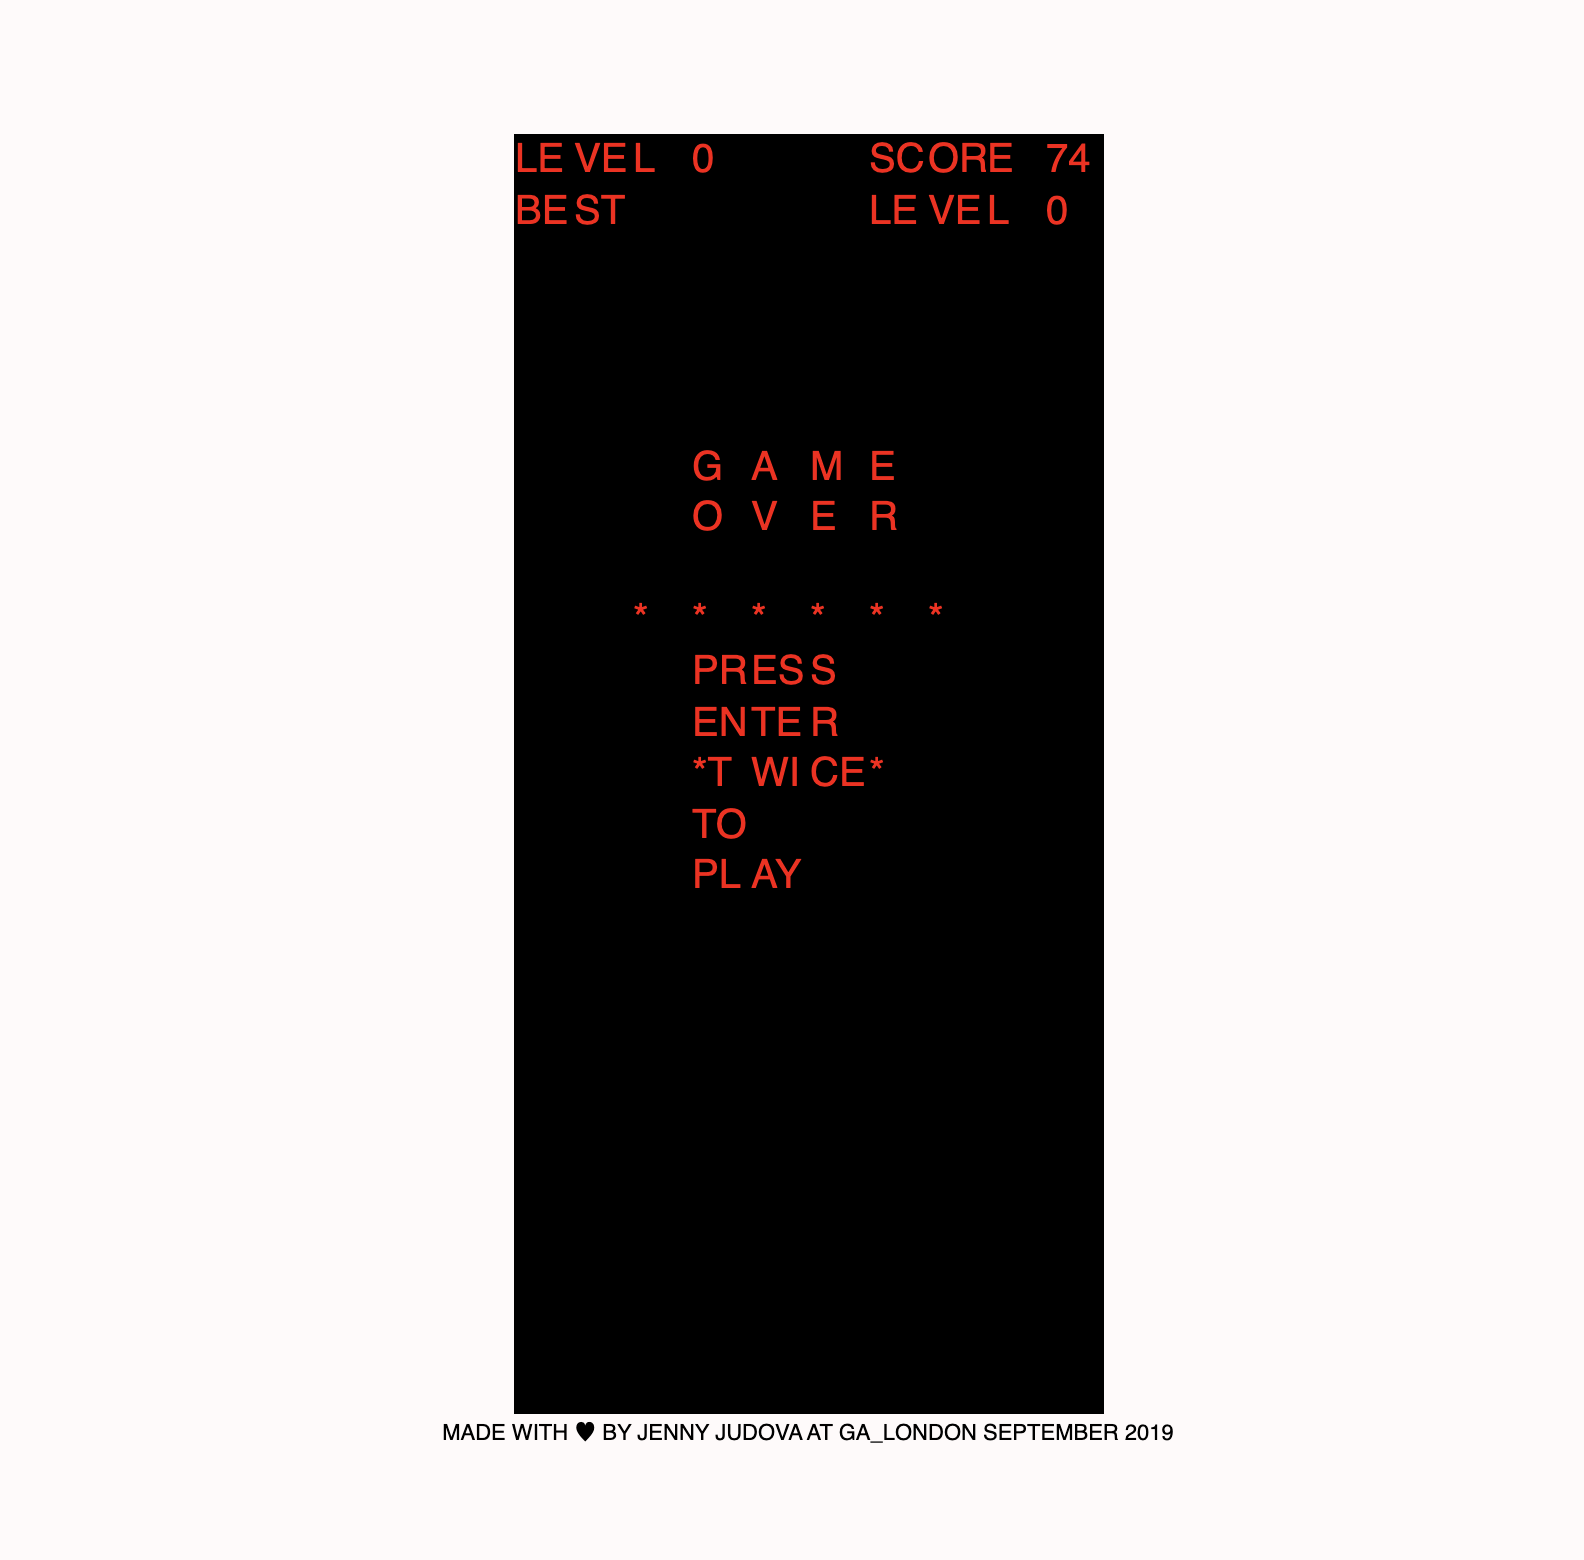 LEVEL 0 SCORE 74
BEST LEVEL 0
GAME
OVER
* * * * * *
PRESS
ENTER
*TWICE*
TO
PLAY
MADE WITH ♥ BY JENNY JUDOVA AT GA_LONDON SEPTEMBER 2019